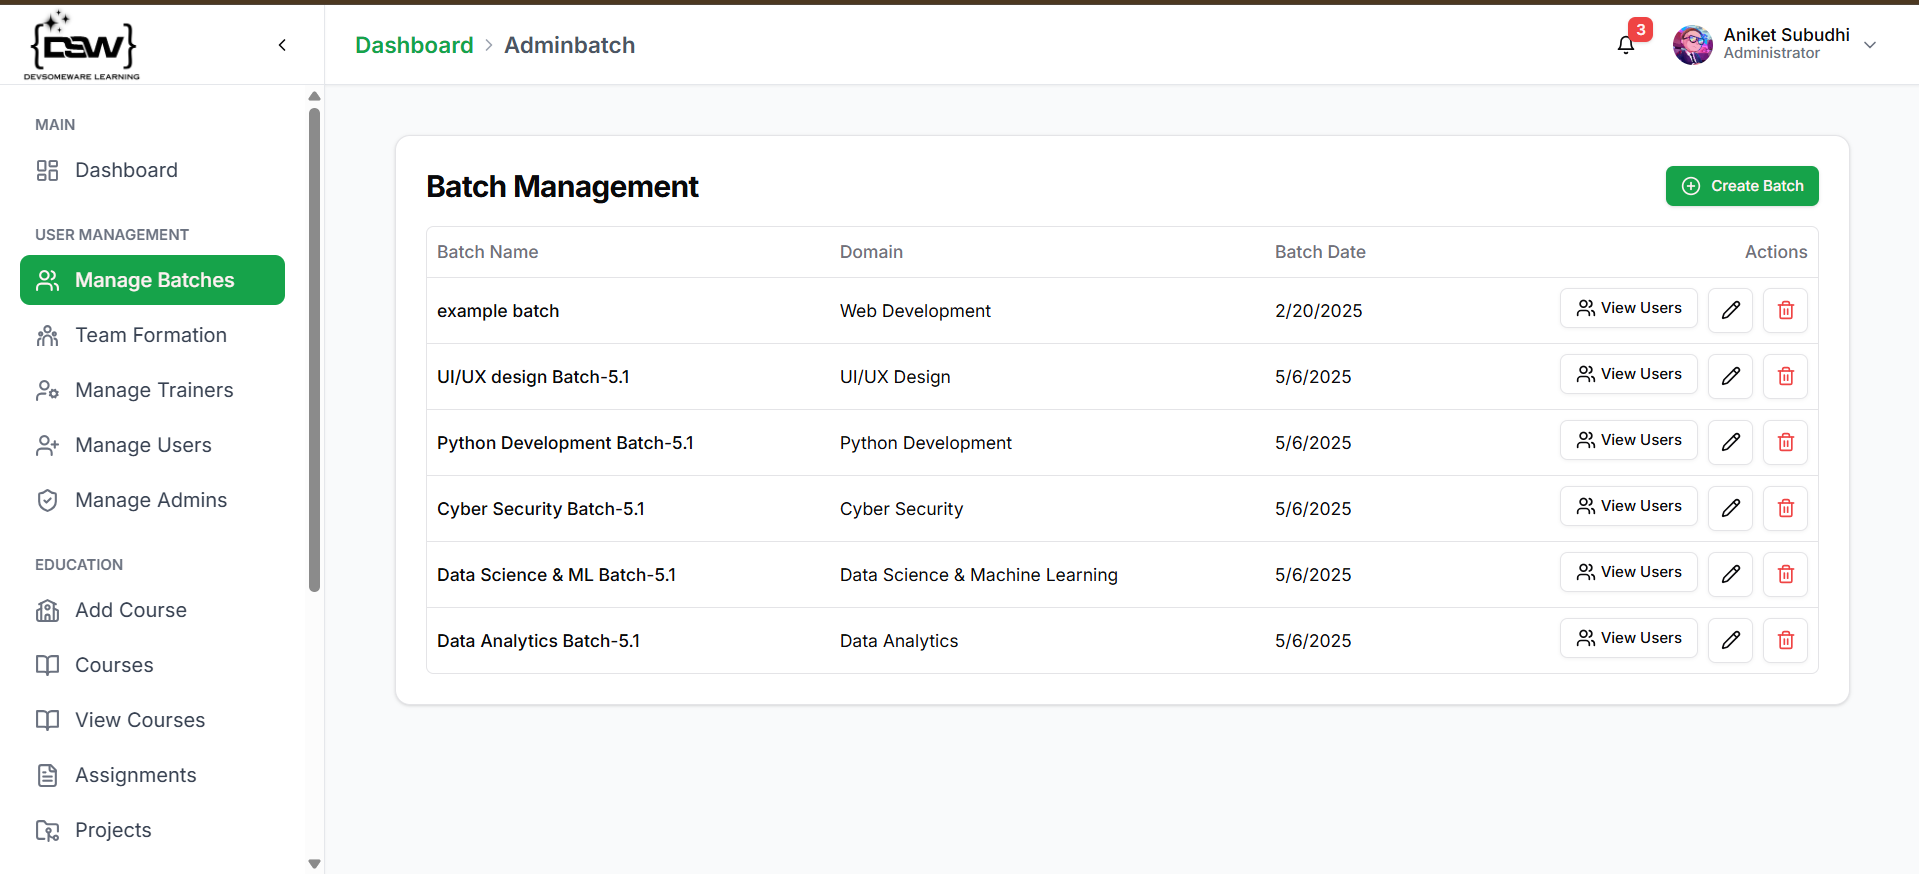 {DSW}
DEVSOMEWARE LEARNING
Dashboard > Adminbatch
3
Aniket Subudhi
Administrator
MAIN
Dashboard
USER MANAGEMENT
Manage Batches
Team Formation
Manage Trainers
Manage Users
Manage Admins
EDUCATION
Add Course
Courses
View Courses
Assignments
Projects
Batch Management
Create Batch
Batch Name Domain Batch Date Actions
example batch Web Development 2/20/2025 View Users
UI/UX design Batch-5.1 UI/UX Design 5/6/2025 View Users
Python Development Batch-5.1 Python Development 5/6/2025 View Users
Cyber Security Batch-5.1 Cyber Security 5/6/2025 View Users
Data Science & ML Batch-5.1 Data Science & Machine Learning 5/6/2025 View Users
Data Analytics Batch-5.1 Data Analytics 5/6/2025 View Users